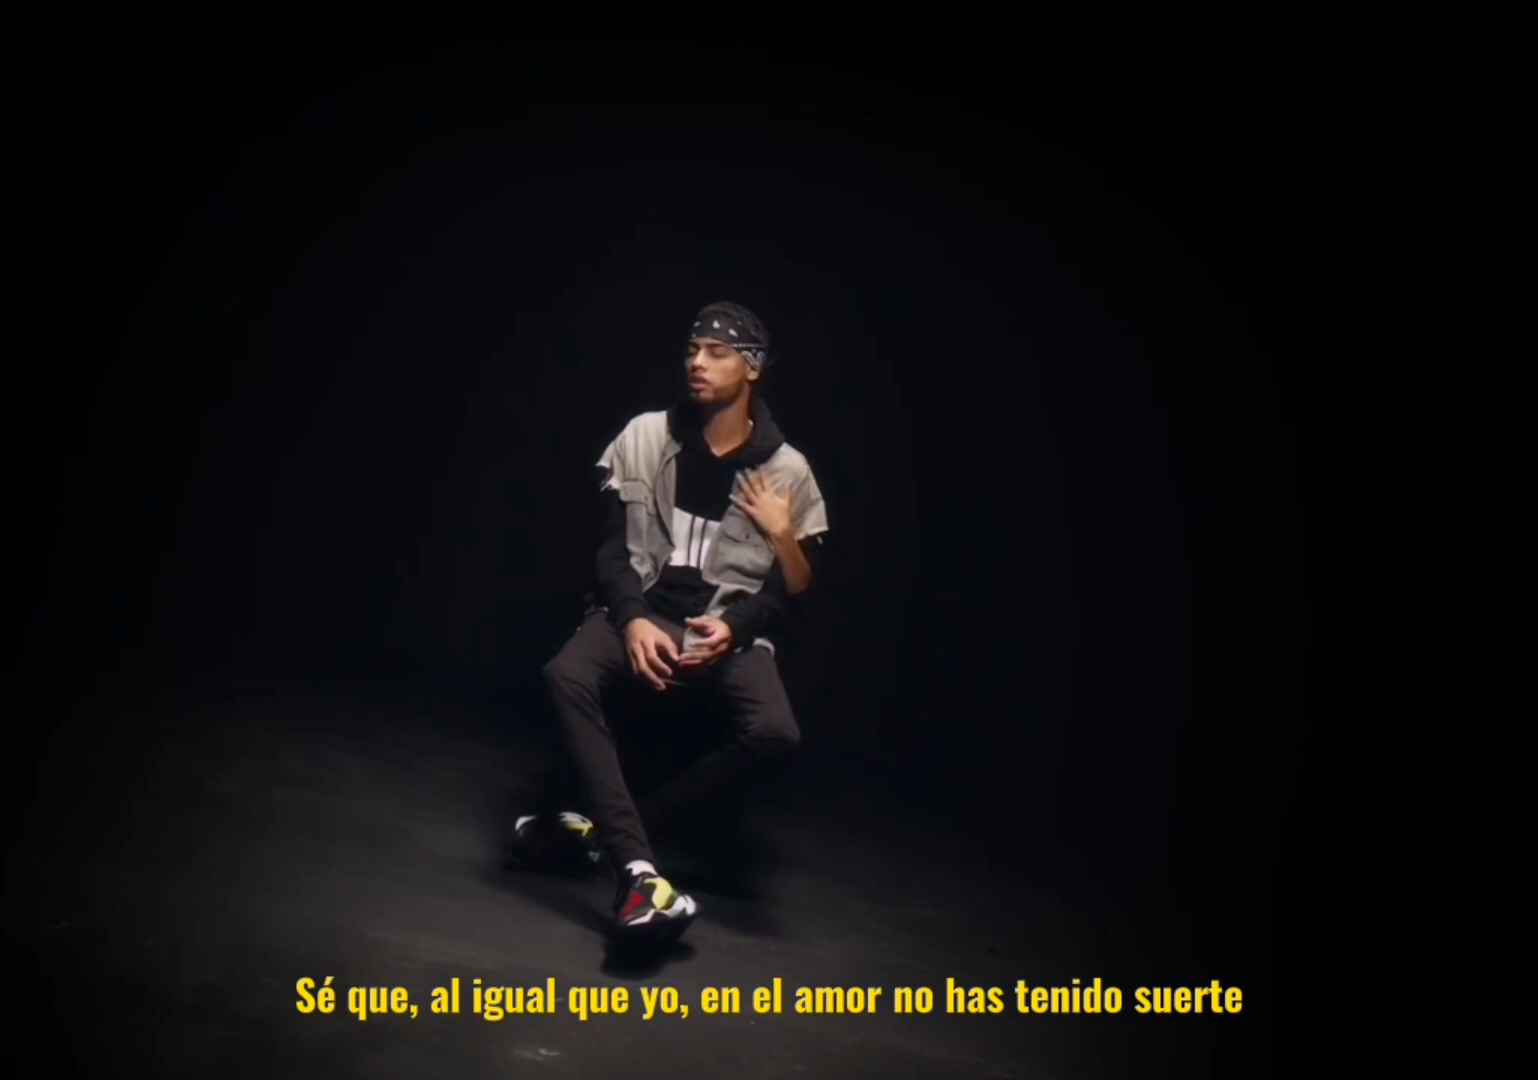 Sé que, al igual que yo, en el amor no has tenido suerte